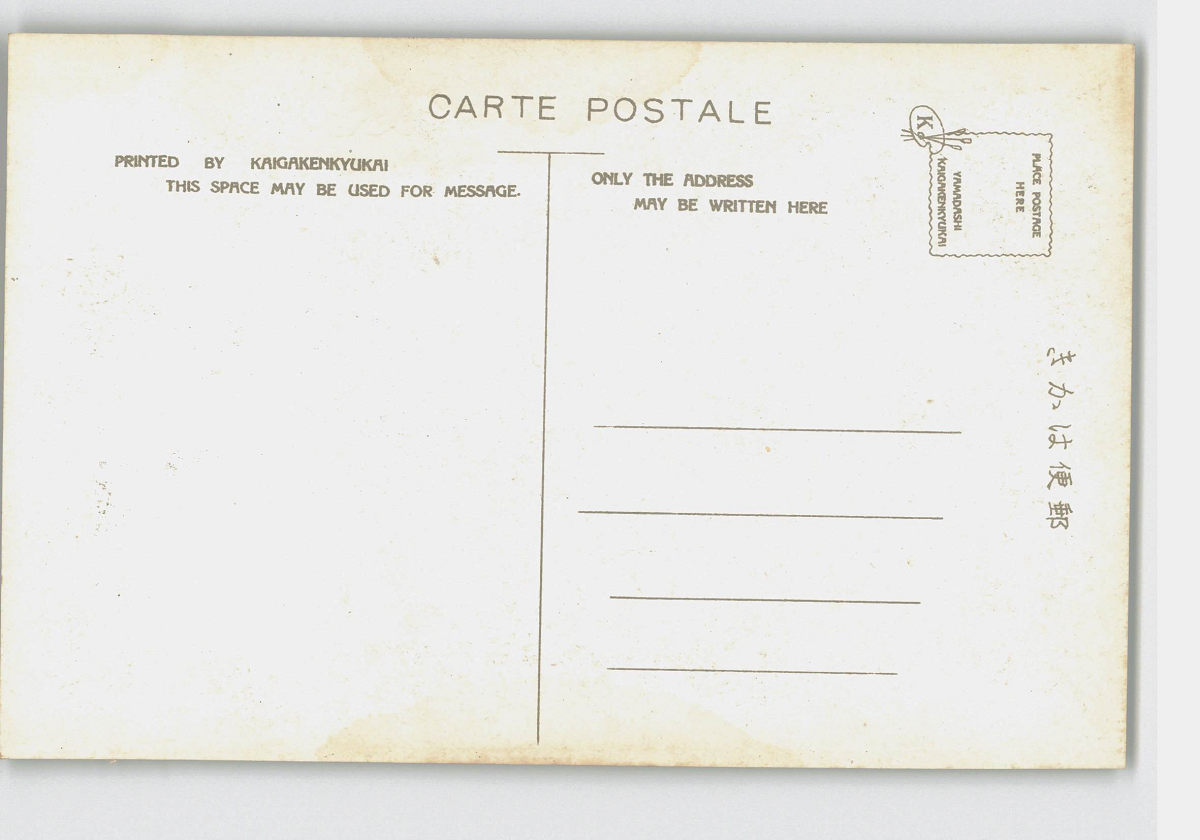 CARTE POSTALE
PRINTED BY KAIGAKENKYUKAI
THIS SPACE MAY BE USED FOR MESSAGE.
ONLY THE ADDRESS
MAY BE WRITTEN HERE
K
PLACE POSTAGE
HERE
YAMADASHI
KAIGAKENKYUKAI
郵便はかき